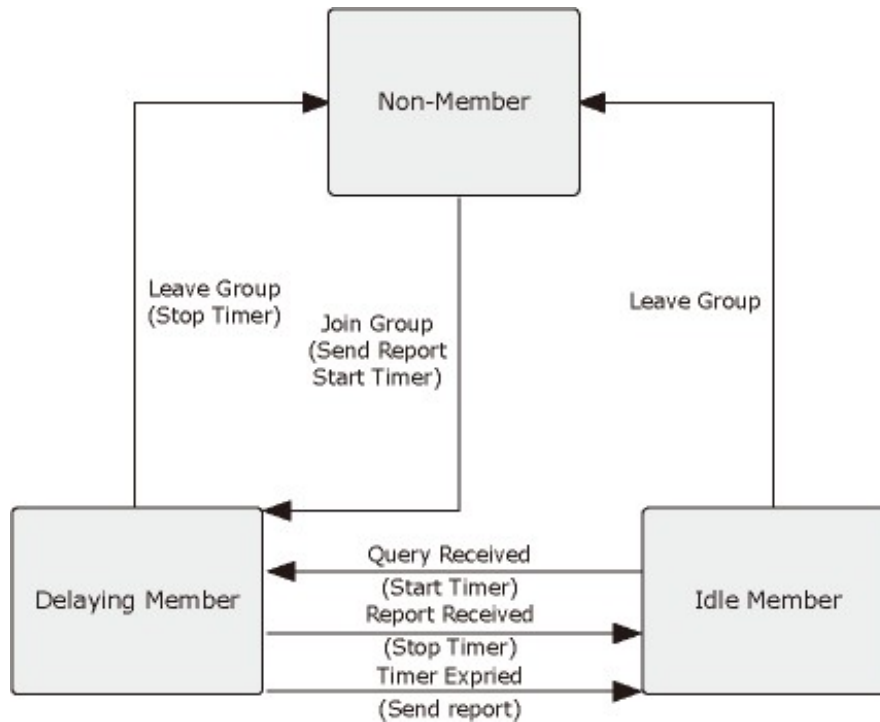 Non-Member
Leave Group
(Stop Timer)
Join Group
(Send Report
Start Timer)
Leave Group
Delaying Member
Query Received
(Start Timer)
Report Received
(Stop Timer)
Timer Expried
(Send report)
Idle Member